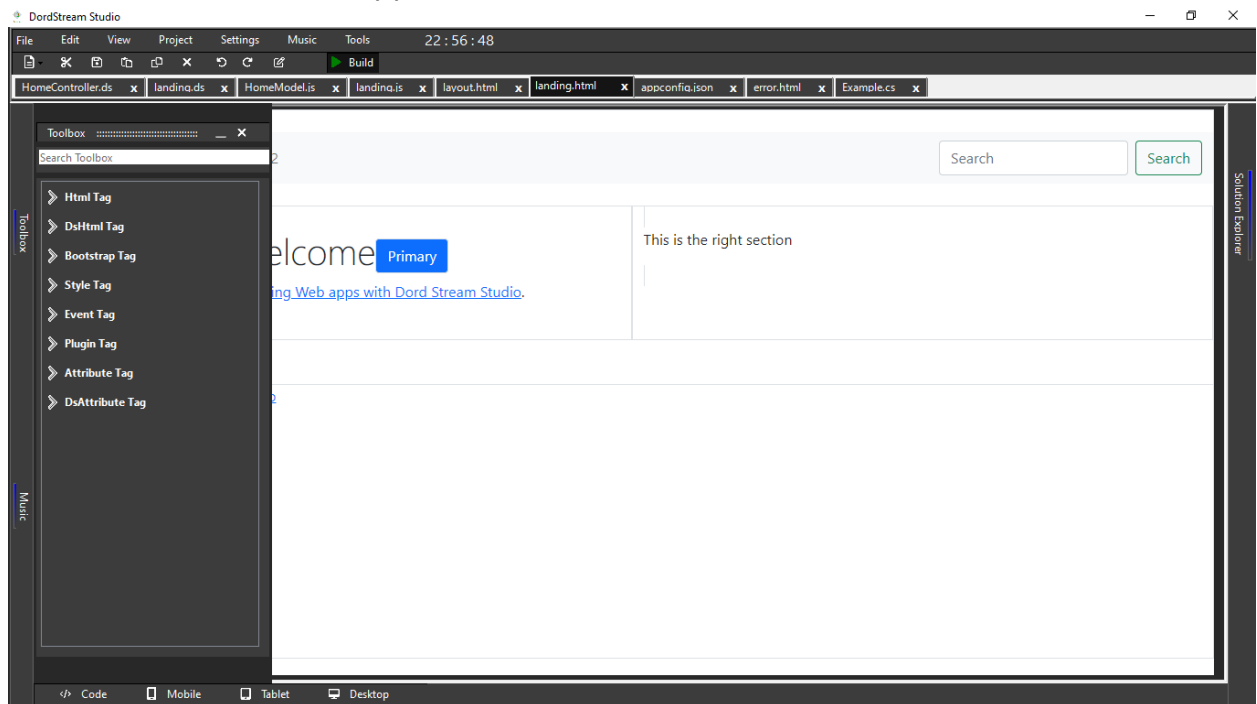 DordStream Studio
File Edit View Project Settings Music Tools 22:56:48
Build
HomeController.ds x landing.ds x HomeModel.js x landing.js x layout.html x landing.html x appconfig.json x error.html x Example.cs x
Toolbox
Search Toolbox
2
Search Search
Html Tag
DsHtml Tag
Bootstrap Tag
Style Tag
Event Tag
Plugin Tag
Attribute Tag
DsAttribute Tag
elcome Primary
ing Web apps with Dord Stream Studio.
This is the right section
Toolbox
Music
Solution Explorer
</> Code Mobile Tablet Desktop